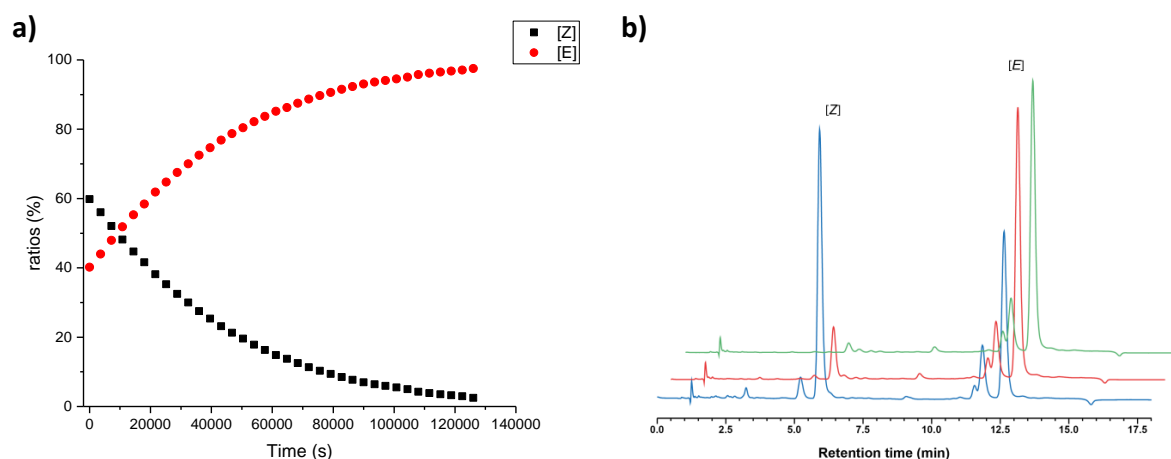 a)
[Z]
[E]
100
80
60
40
20
0
ratios (%)
0 20000 40000 60000 80000 100000 120000 140000
Time (s)
b)
[Z]
[E]
0.0 2.5 5.0 7.5 10.0 12.5 15.0 17.5
Retention time (min)